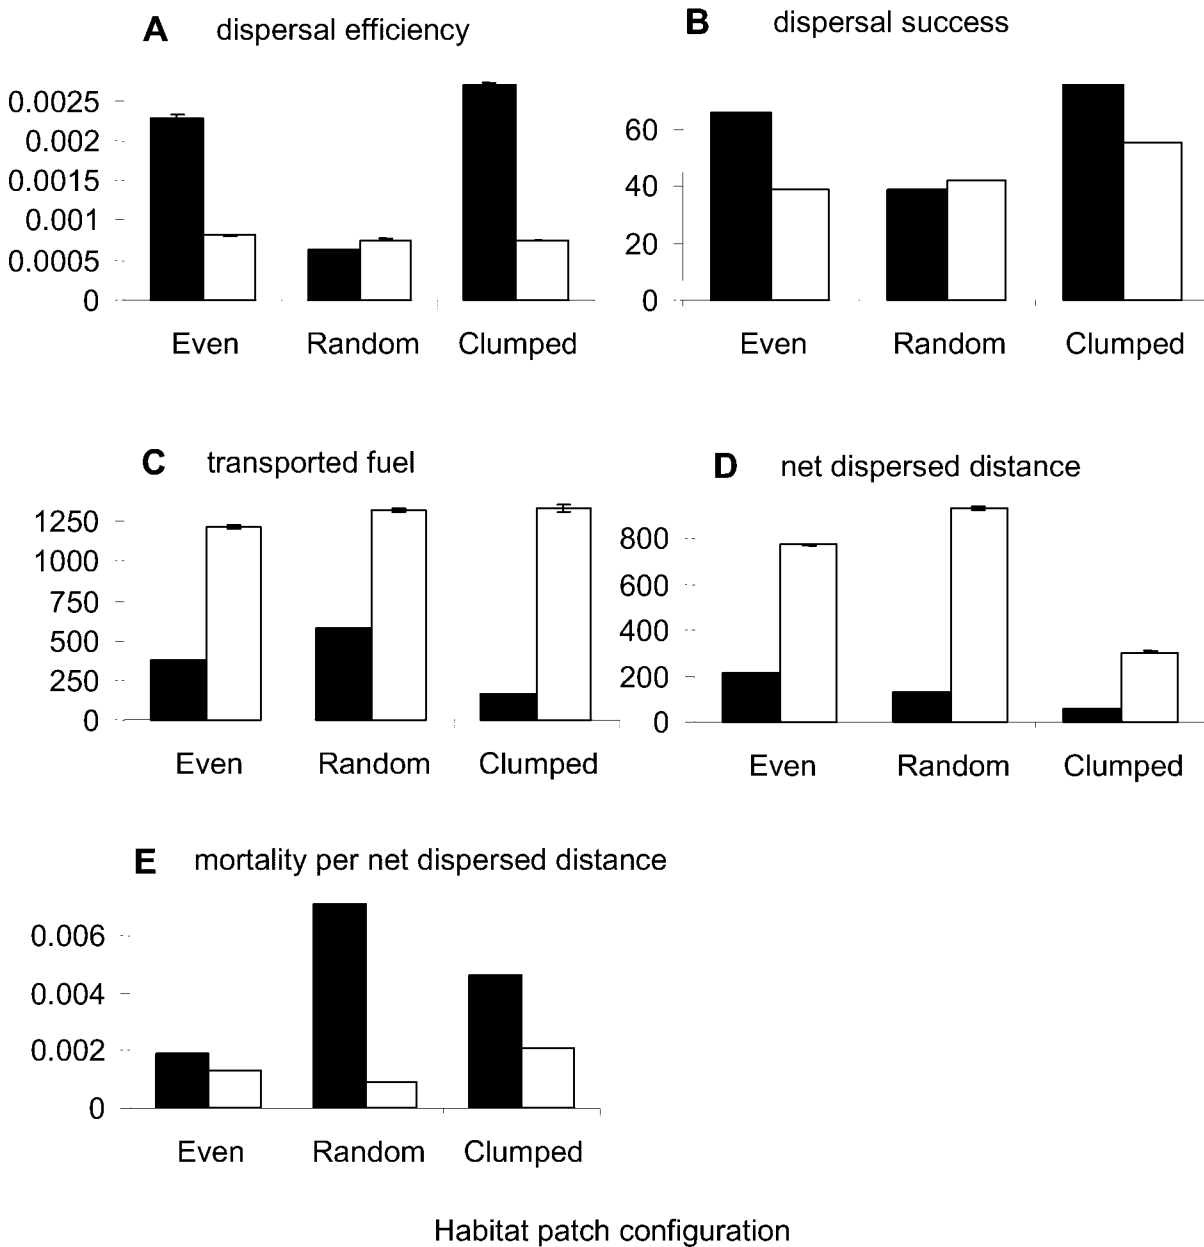 A dispersal efficiency
0.0025
0.002
0.0015
0.001
0.0005
0
Even Random Clumped
B dispersal success
60
40
20
0
Even Random Clumped
C transported fuel
1250
1000
750
500
250
0
Even Random Clumped
D net dispersed distance
800
600
400
200
0
Even Random Clumped
E mortality per net dispersed distance
0.006
0.004
0.002
0
Even Random Clumped
Habitat patch configuration